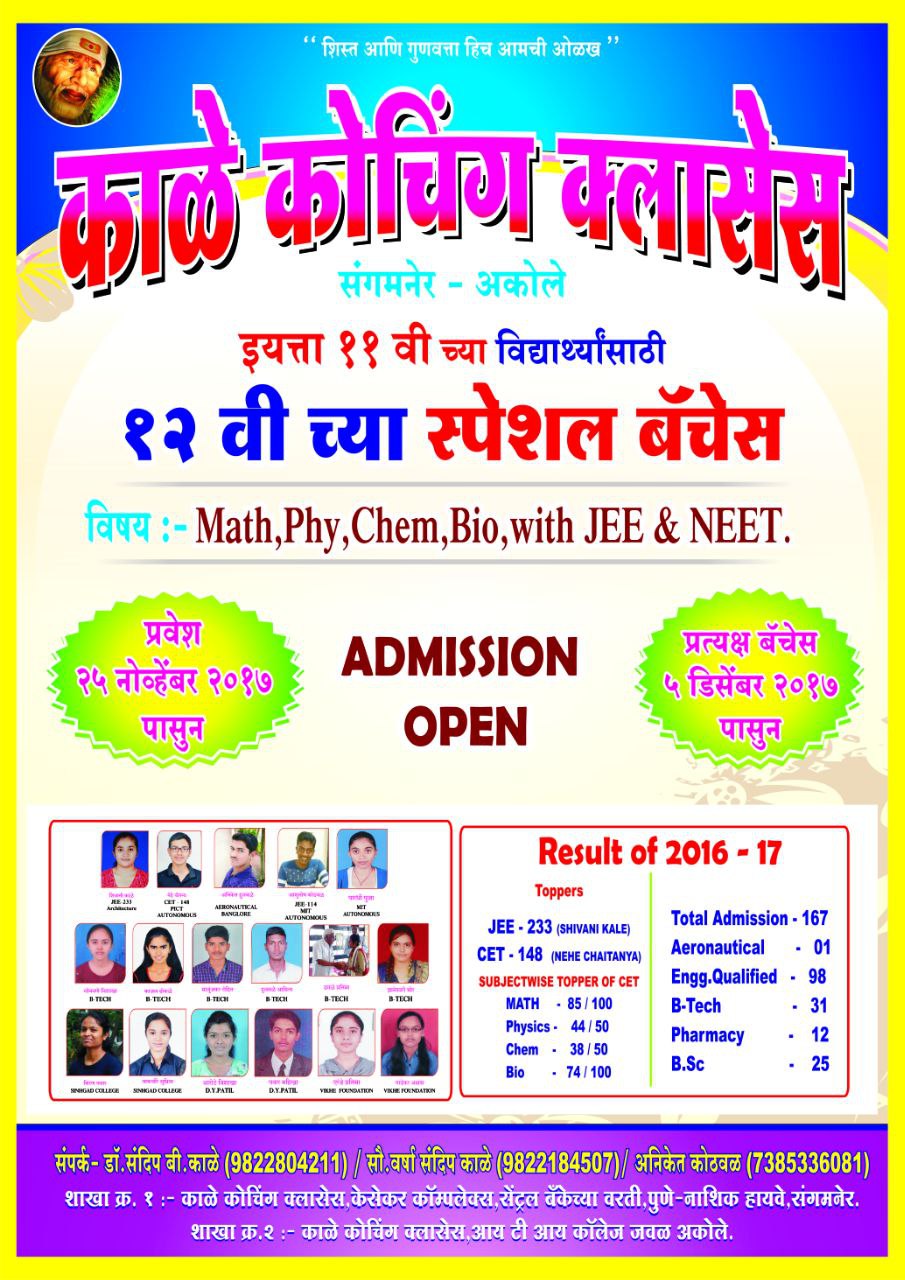 “ शिस्त आणि गुणवत्ता हिच आमची ओळख ”
काळे कोचिंग क्लासेस
संगमनेर - अकोले
इयत्ता ११ वी च्या विद्यार्थ्यांसाठी
१२ वी च्या स्पेशल बॅचेस
विषय :- Math,Phy,Chem,Bio,with JEE & NEET.
प्रवेश
२५ नोव्हेंबर २०१७
पासुन
ADMISSION
OPEN
प्रत्यक्ष बॅचेस
५ डिसेंबर २०१७
पासुन
JEE-233
Architecture
CET - 148
PICT
AUTONOMOUS
AERONAUTICAL
BANGLORE
JEE-114
MIT
AUTONOMOUS
MIT
AUTONOMOUS
B-TECH
B-TECH
B-TECH
B-TECH
B-TECH
B-TECH
SINHGAD COLLEGE
SINHGAD COLLEGE
D.Y.PATIL
D.Y.PATIL
VIKHE FOUNDATION
VIKHE FOUNDATION
Result of 2016 - 17
Toppers
JEE - 233 (SHIVANI KALE)
CET - 148 (NEHE CHAITANYA)
SUBJECTWISE TOPPER OF CET
MATH - 85 / 100
Physics - 44 / 50
Chem - 38 / 50
Bio - 74 / 100
Total Admission - 167
Aeronautical - 01
Engg.Qualified - 98
B-Tech - 31
Pharmacy - 12
B.Sc - 25
संपर्क- डॉ.संदिप बी.काळे (9822804211) / सौ.वर्षा संदिप काळे (9822184507)/ अनिकेत कोठवळ (7385336081)
शाखा क्र. १ :- काळे कोचिंग क्लासेस,केसेकर कॉम्पलेक्स,सेंट्रल बँकेच्या वरती,पुणे-नाशिक हायवे,संगमनेर.
शाखा क्र.२ :- काळे कोचिंग क्लासेस,आय टी आय कॉलेज जवळ अकोले.